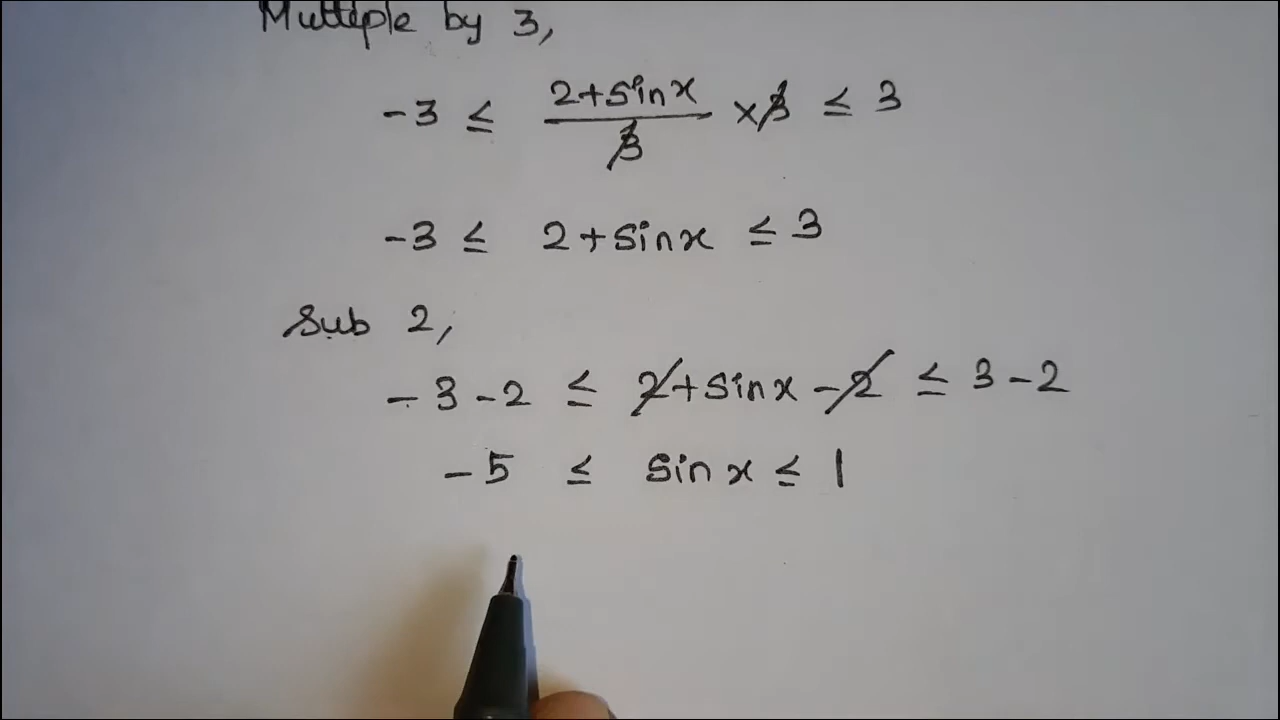 Multiple by 3,
-3 ≤ (2+sinx)/3 ×3 ≤ 3
-3 ≤ 2+sinx ≤ 3
Sub 2,
-3-2 ≤ 2+sinx-2 ≤ 3-2
-5 ≤ sinx ≤ 1